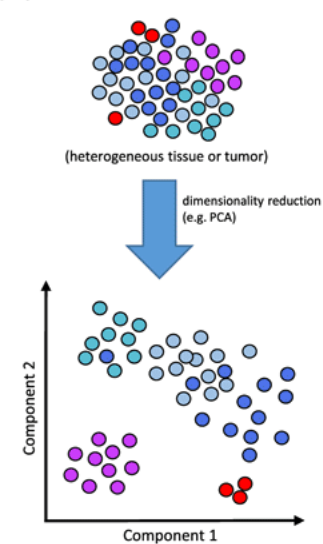 (heterogeneous tissue or tumor)
dimensionality reduction
(e.g. PCA)
Component 2
Component 1